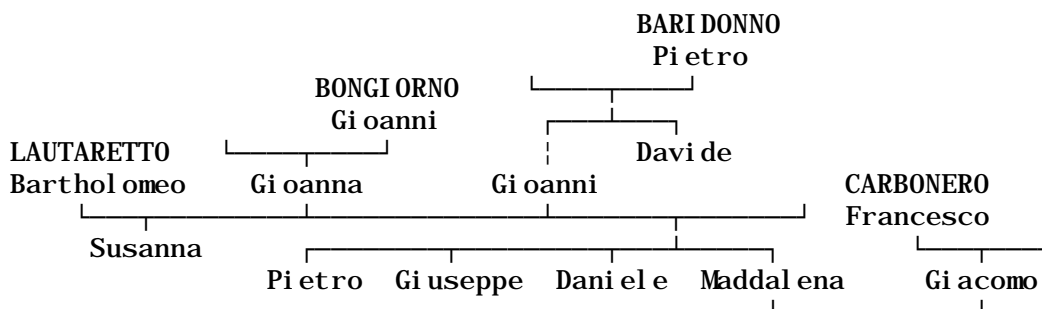 BARIDONNO
Pietro
BONGIORNO
Gioanni
LAUTARETTO Davide
Bartholomeo Gioanna Gioanni CARBONERO
Francesco
Susanna
Pietro Giuseppe Daniele Maddalena Giacomo